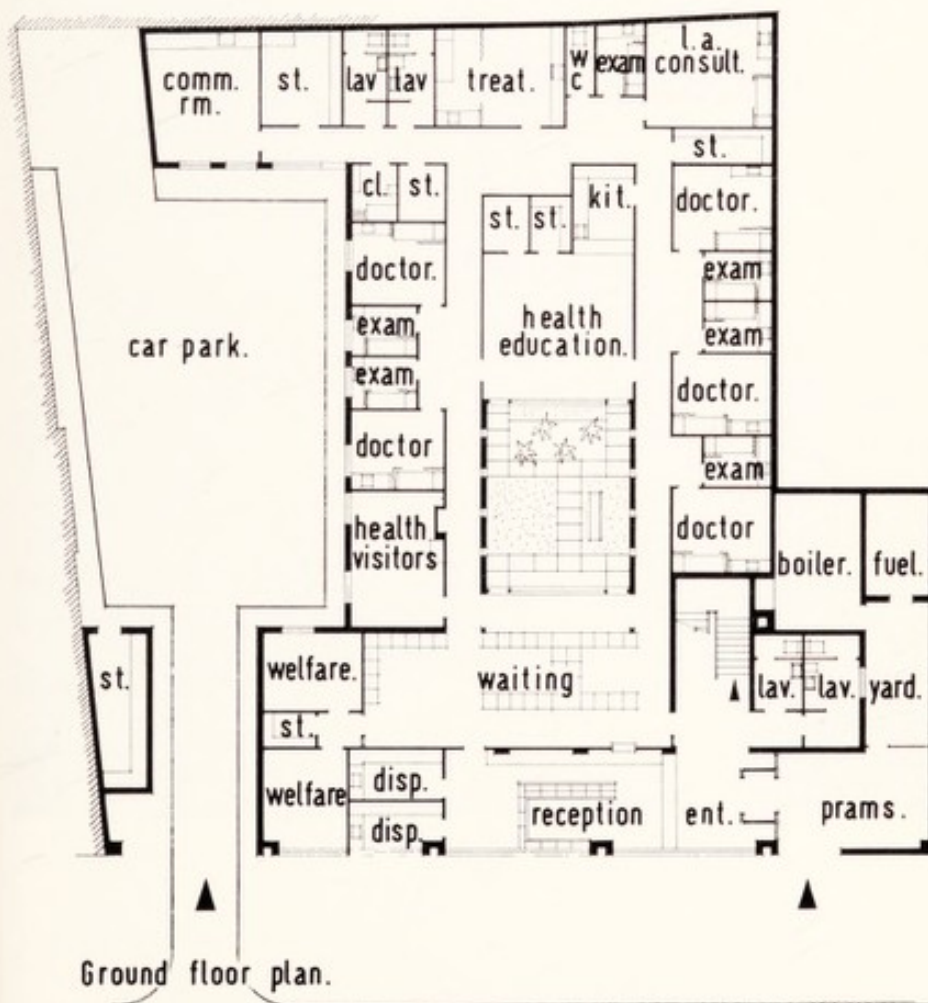 comm.
rm.
st.
lav
lav
treat.
w
c
exam
l.a.
consult.
st.
cl.
st.
st.
st.
kit.
doctor.
doctor.
exam
exam
health
education.
car park.
exam
exam
doctor
doctor.
exam
health
visitors
doctor
boiler.
fuel.
st.
welfare.
waiting
lav.
lav.
yard.
st.
welfare
disp.
disp.
reception
ent.
prams.
Ground floor plan.